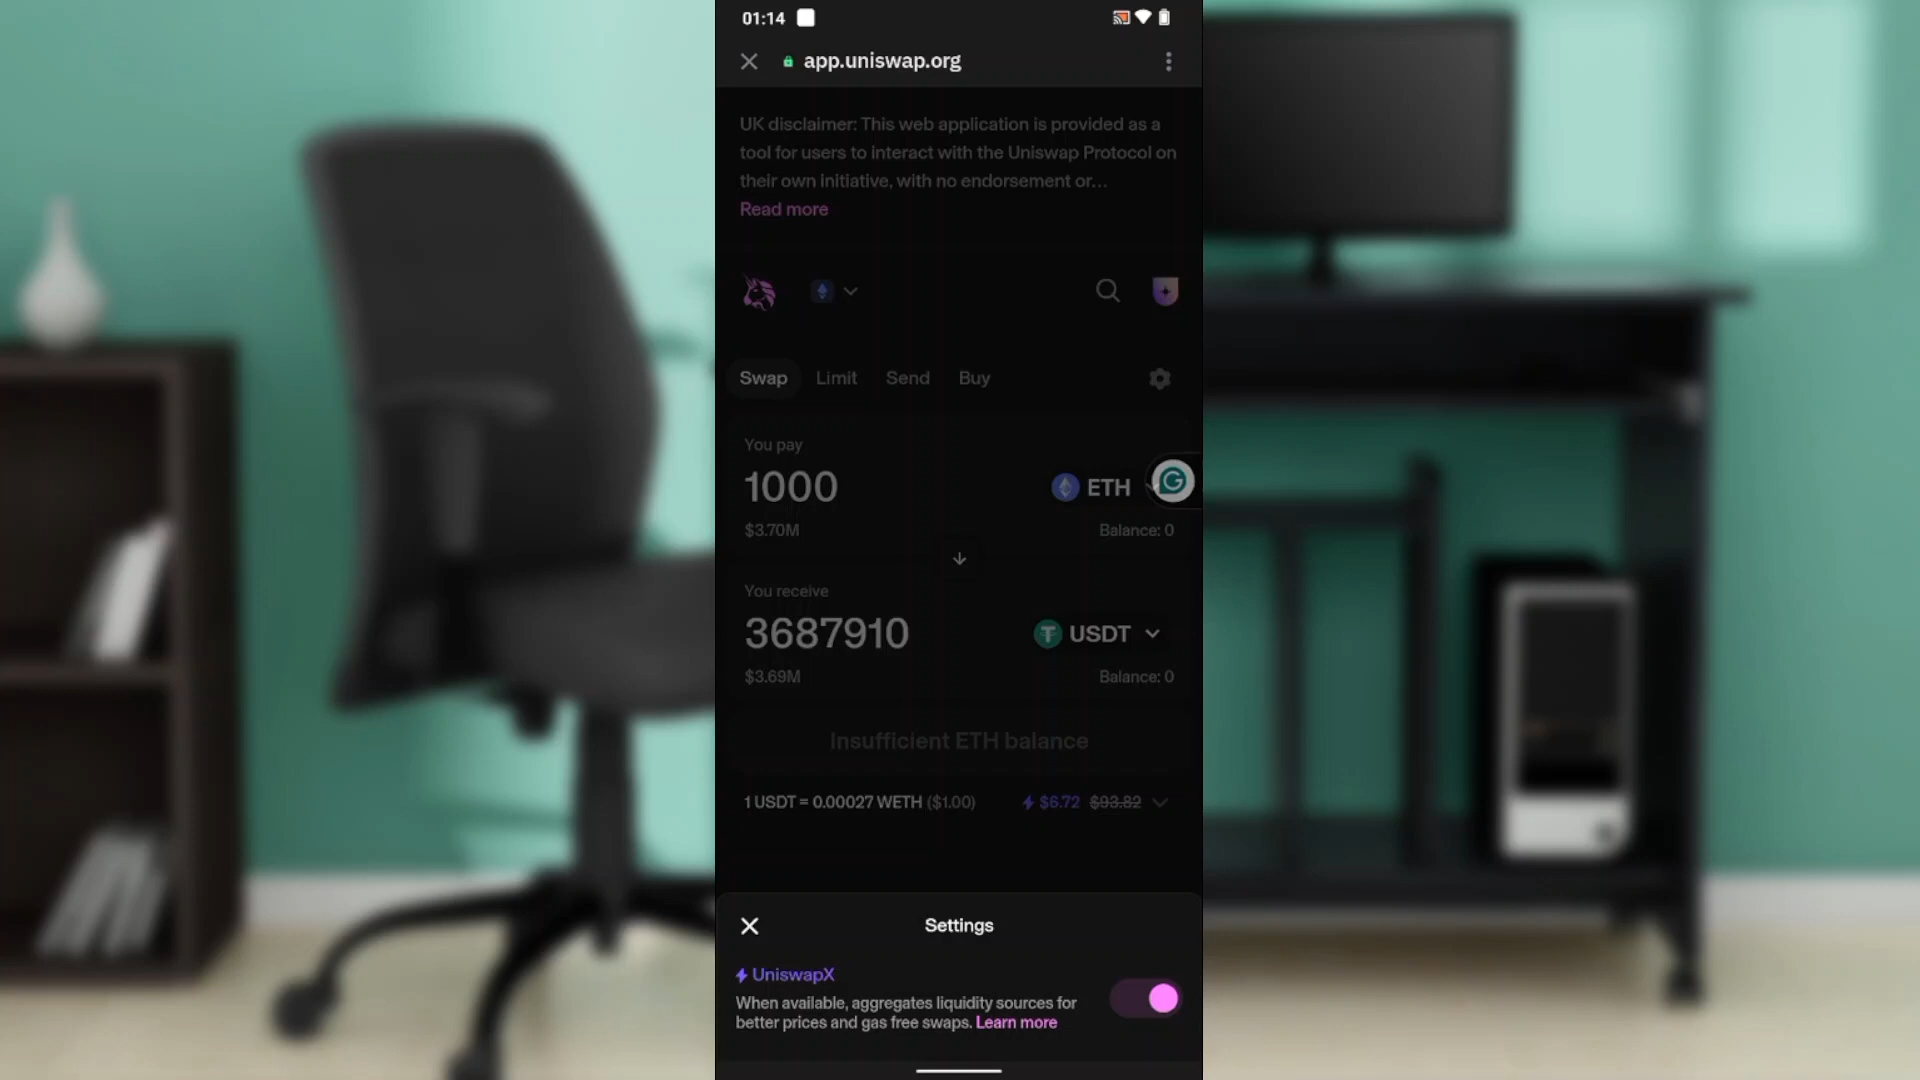 01:14
app.uniswap.org
UK disclaimer: This web application is provided as a
tool for users to interact with the Uniswap Protocol on
their own initiative, with no endorsement or...
Read more
Swap Limit Send Buy
You pay
1000 ETH
$3.70M Balance: 0
You receive
3687910 USDT
$3.69M Balance: 0
Insufficient ETH balance
1 USDT = 0.00027 WETH ($1.00) $6.72 $93.82
Settings
UniswapX
When available, aggregates liquidity sources for
better prices and gas free swaps. Learn more